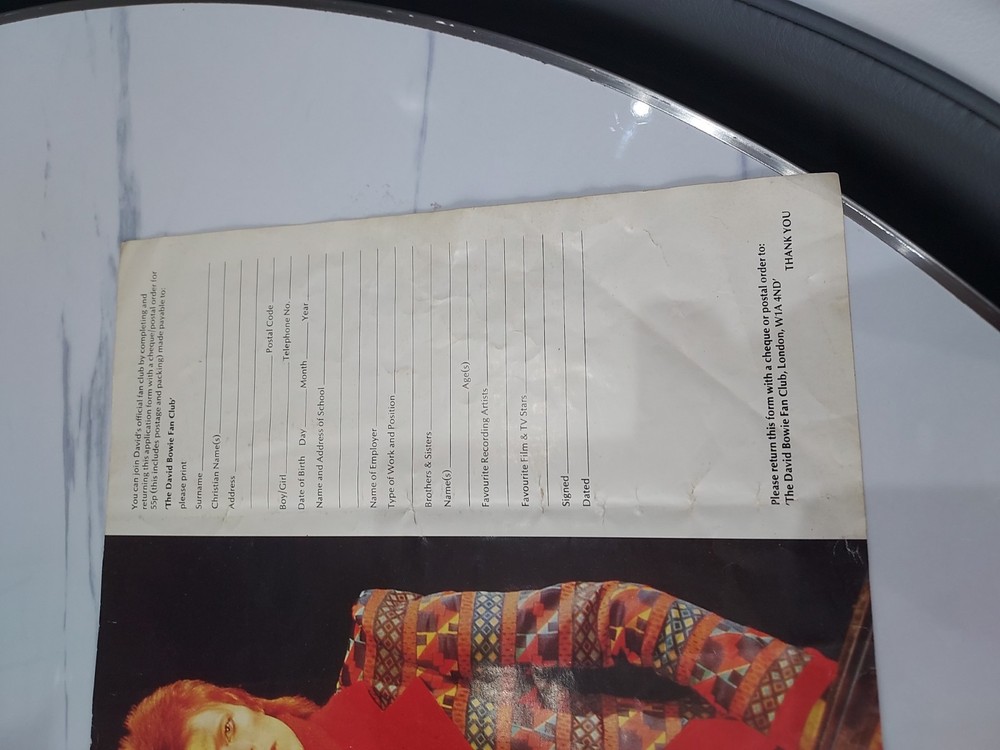 You can join David's official fan club by completing and
returning this application form with a cheque/postal order for
55p (this includes postage and packing) made payable to:
'The David Bowie Fan Club'
please print
Surname
Christian Name(s)
Address
Postal Code
Boy/Girl Telephone No.
Date of Birth Day Month Year
Name and Address of School
Name of Employer
Type of Work and Position
Brothers & Sisters
Name(s) Age(s)
Favourite Recording Artists
Favourite Film & TV Stars
Signed
Dated
Please return this form with a cheque or postal order to:
'The David Bowie Fan Club, London, W1A 4ND'
THANK YOU